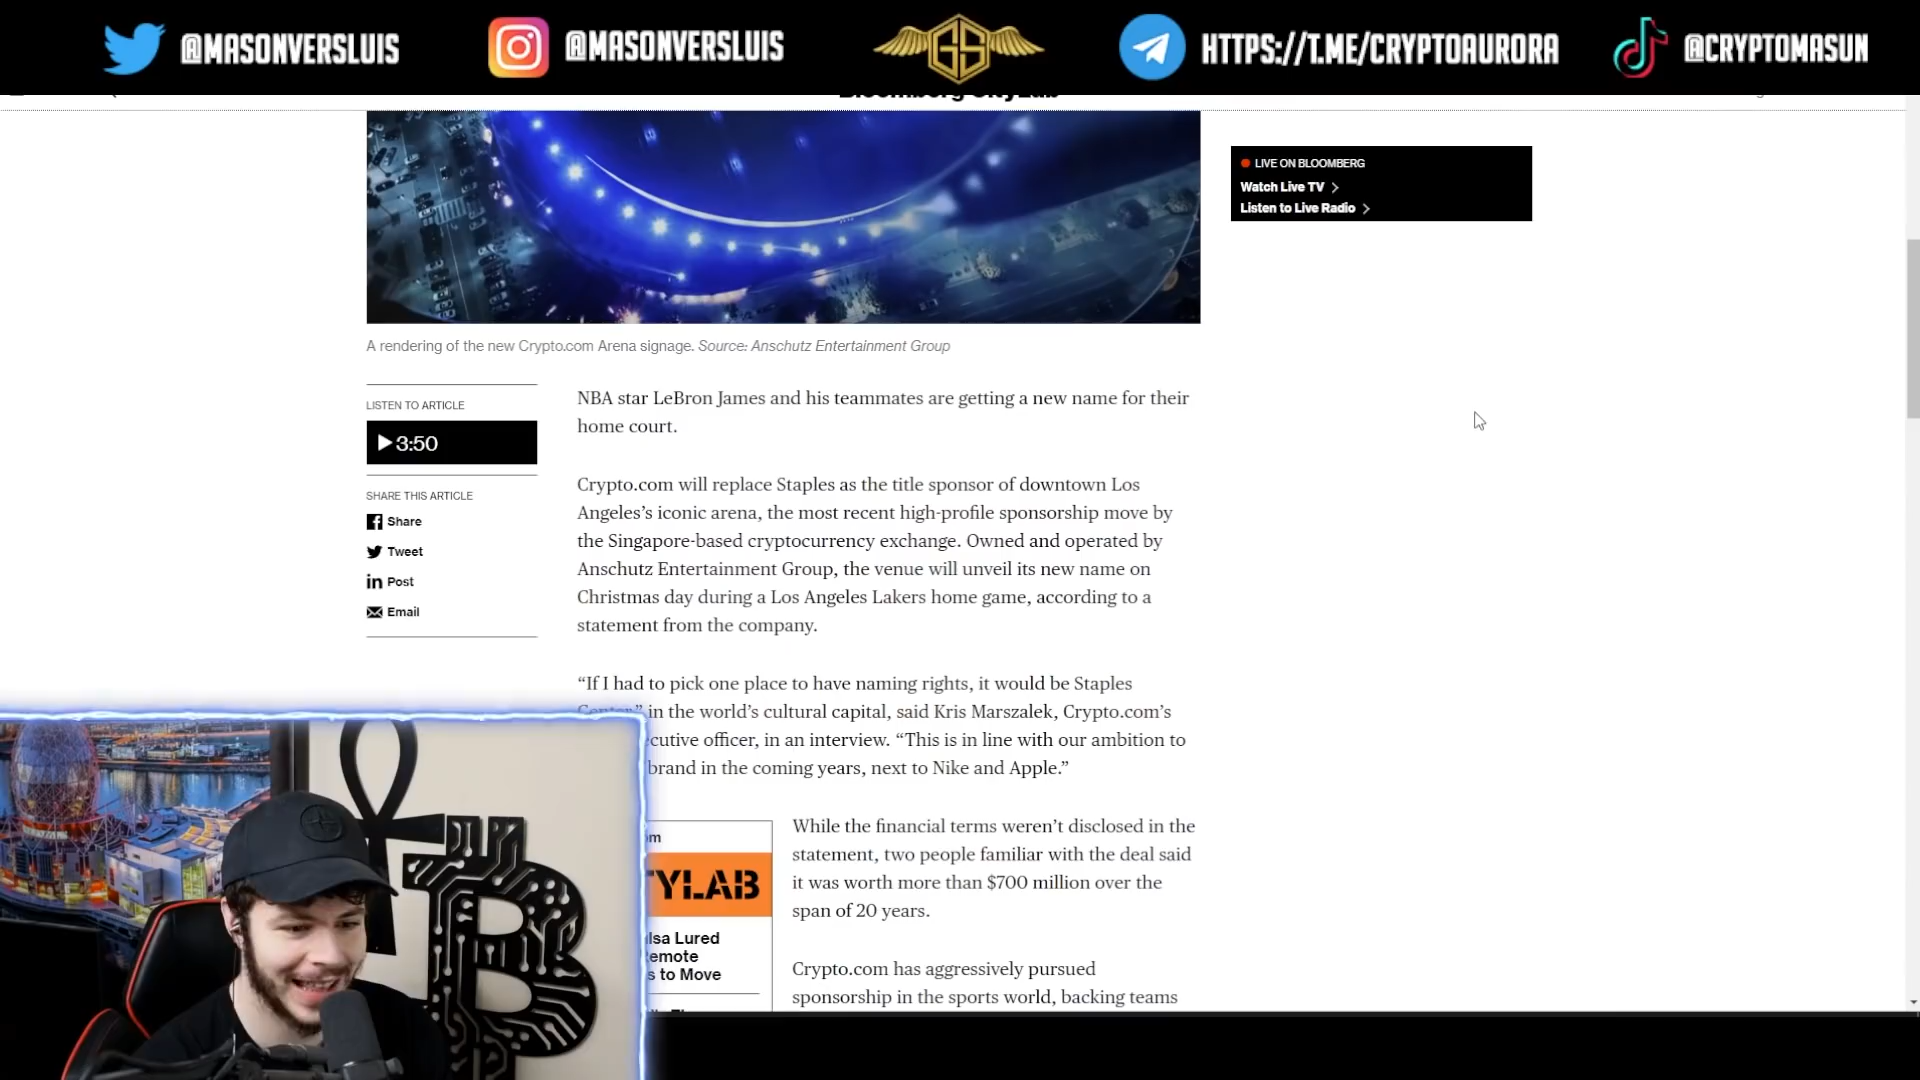 @MASONVERSLUIS
@MASONVERSLUIS
GS
HTTPS://T.ME/CRYPTOAURORA
@CRYPTOMASUN
Bloomberg CityLab
LIVE ON BLOOMBERG
Watch Live TV
Listen to Live Radio
A rendering of the new Crypto.com Arena signage. Source: Anschutz Entertainment Group
LISTEN TO ARTICLE
3:50
SHARE THIS ARTICLE
Share
Tweet
Post
Email
NBA star LeBron James and his teammates are getting a new name for their
home court.
Crypto.com will replace Staples as the title sponsor of downtown Los
Angeles’s iconic arena, the most recent high-profile sponsorship move by
the Singapore-based cryptocurrency exchange. Owned and operated by
Anschutz Entertainment Group, the venue will unveil its new name on
Christmas day during a Los Angeles Lakers home game, according to a
statement from the company.
“If I had to pick one place to have naming rights, it would be Staples
Center,” in the world’s cultural capital, said Kris Marszalek, Crypto.com’s
ecutive officer, in an interview. “This is in line with our ambition to
brand in the coming years, next to Nike and Apple.”
om
TYLAB
ulsa Lured
Remote
s to Move
While the financial terms weren’t disclosed in the
statement, two people familiar with the deal said
it was worth more than $700 million over the
span of 20 years.
Crypto.com has aggressively pursued
sponsorship in the sports world, backing teams